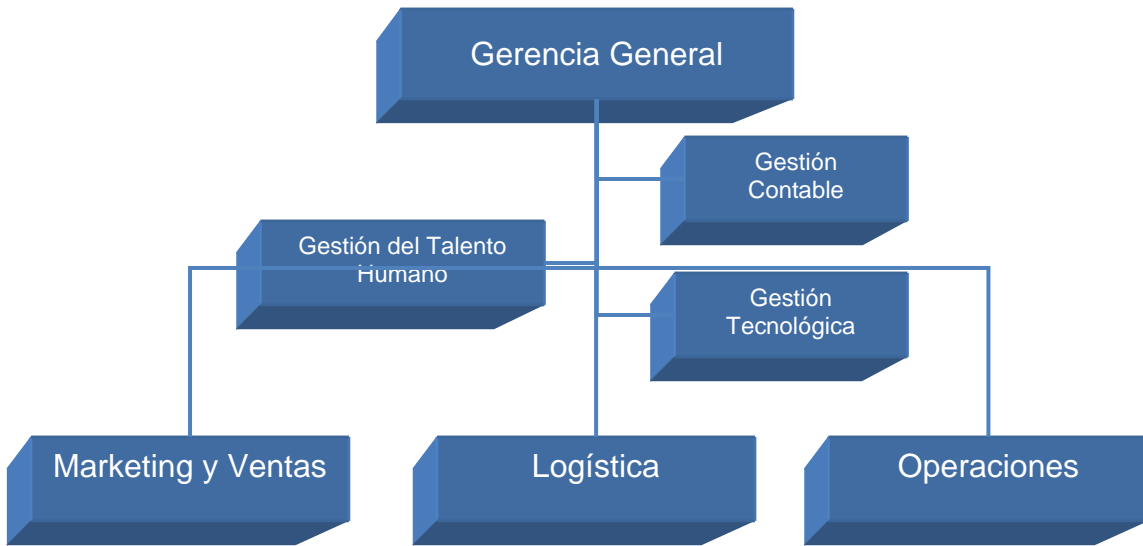 Gerencia General
Gestión
Contable
Gestión del Talento
Humano
Gestión
Tecnológica
Marketing y Ventas
Logística
Operaciones